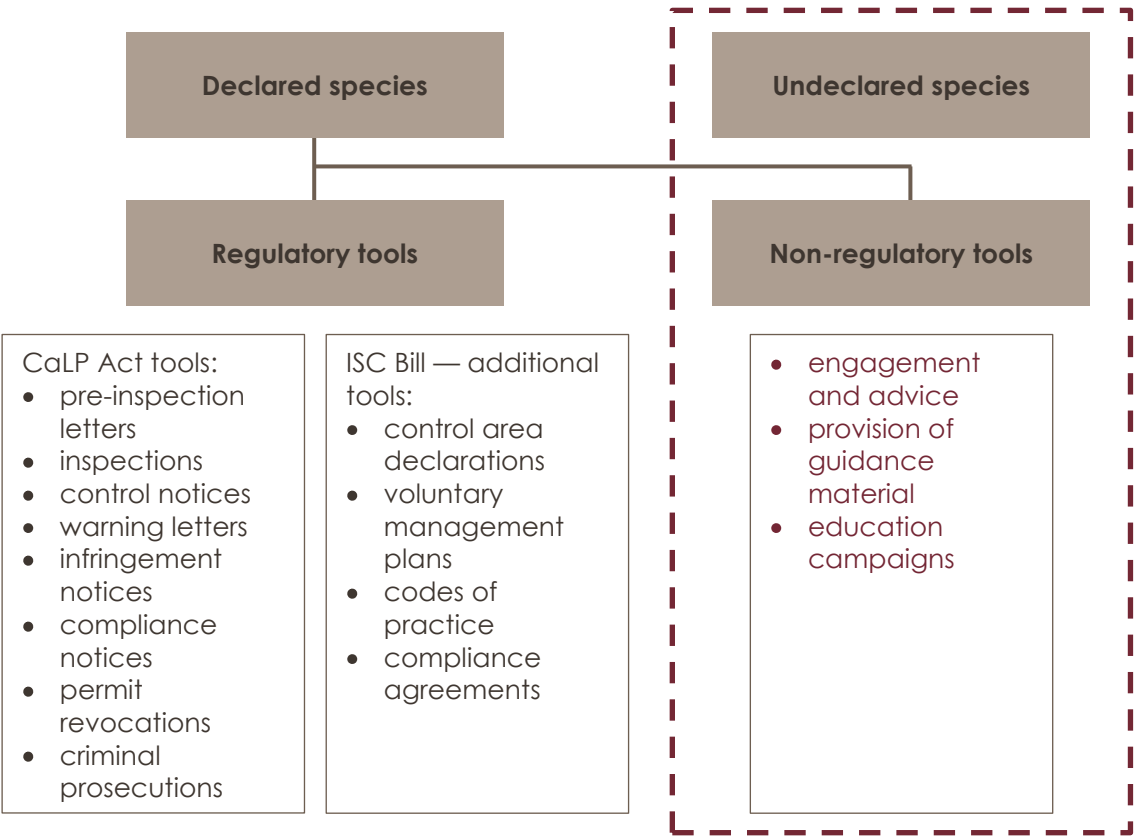 Declared species
Undeclared species
Regulatory tools
Non-regulatory tools
CaLP Act tools:
• pre-inspection
letters
• inspections
• control notices
• warning letters
• infringement
notices
• compliance
notices
• permit
revocations
• criminal
prosecutions
ISC Bill — additional
tools:
• control area
declarations
• voluntary
management
plans
• codes of
practice
• compliance
agreements
• engagement
and advice
• provision of
guidance
material
• education
campaigns